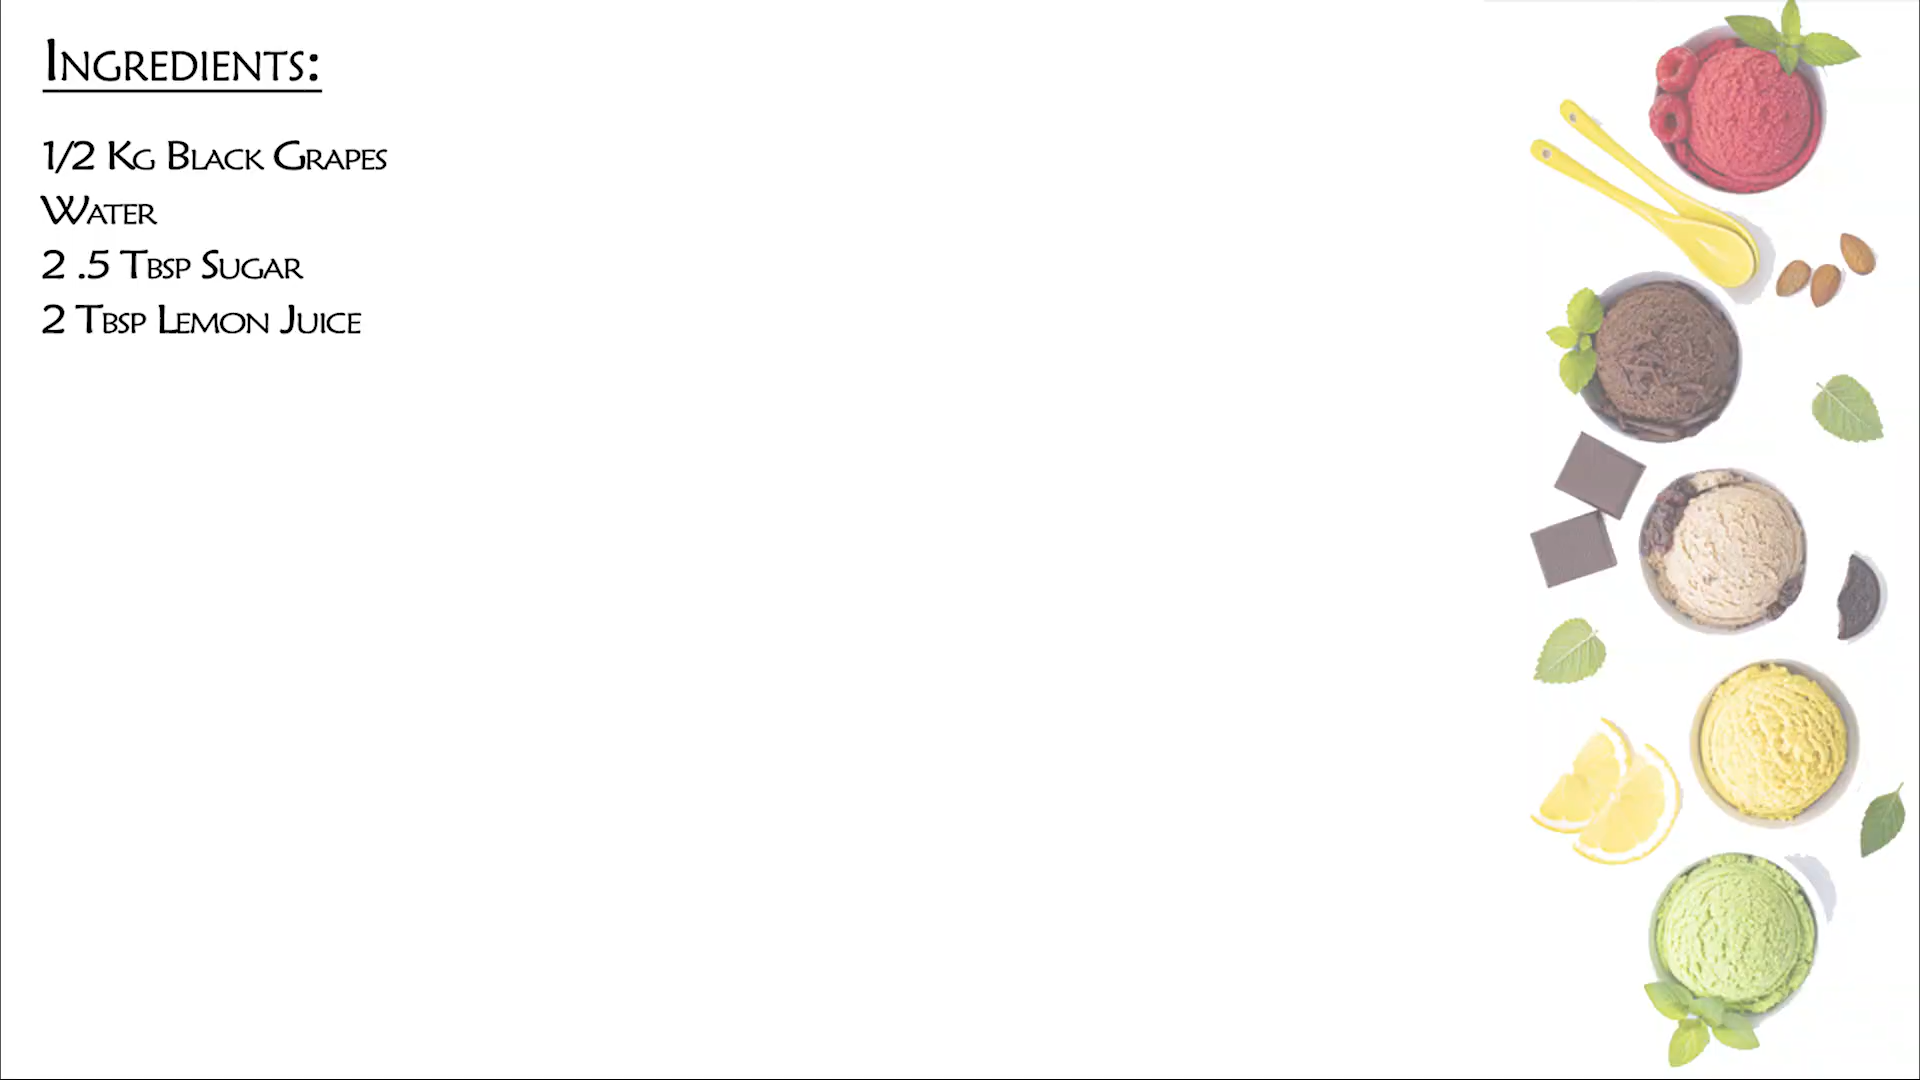 Ingredients:
1/2 Kg Black Grapes
Water
2 .5 Tbsp Sugar
2 Tbsp Lemon Juice